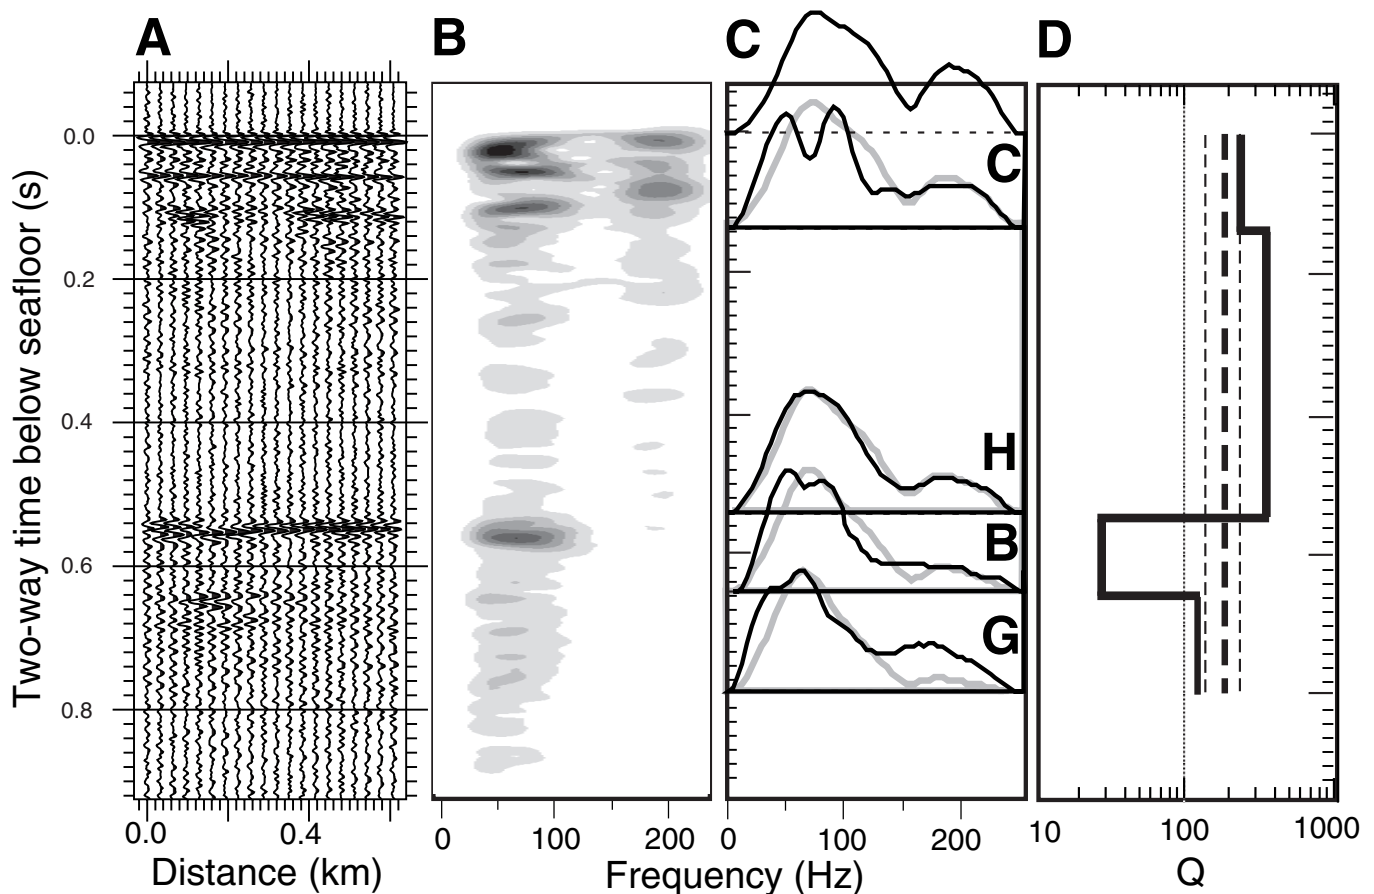 A B C D
Two-way time below seafloor (s)
0.0
0.2
0.4
0.6
0.8
C
H
B
G
0.0 0.4
0 100 200
0 100 200
10 100 1000
Distance (km)
Frequency (Hz)
Q